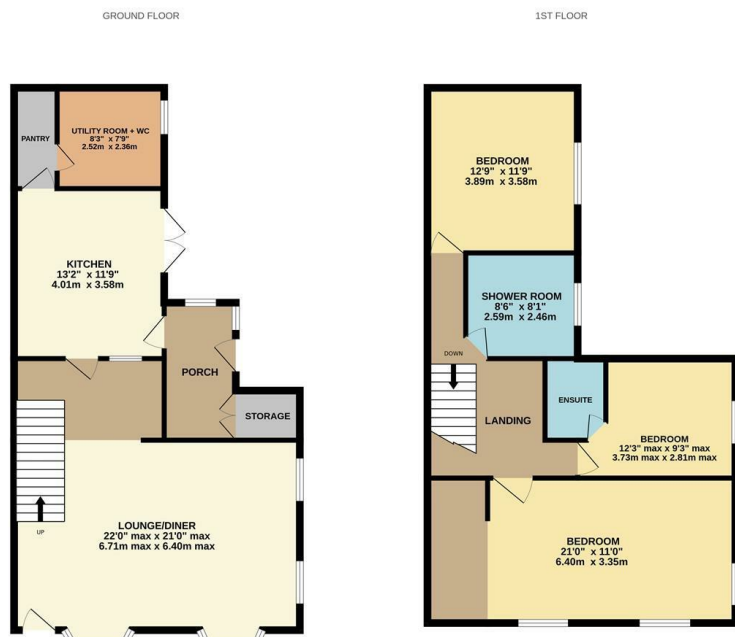 GROUND FLOOR
PANTRY
UTILITY ROOM + WC
8'3" x 7'9"
2.52m x 2.36m
KITCHEN
13'2" x 11'9"
4.01m x 3.58m
PORCH
STORAGE
UP
LOUNGE/DINER
22'0" max x 21'0" max
6.71m max x 6.40m max
1ST FLOOR
BEDROOM
12'9" x 11'9"
3.89m x 3.58m
SHOWER ROOM
8'6" x 8'1"
2.59m x 2.46m
DOWN
ENSUITE
LANDING
BEDROOM
12'3" max x 9'3" max
3.73m max x 2.81m max
BEDROOM
21'0" x 11'0"
6.40m x 3.35m